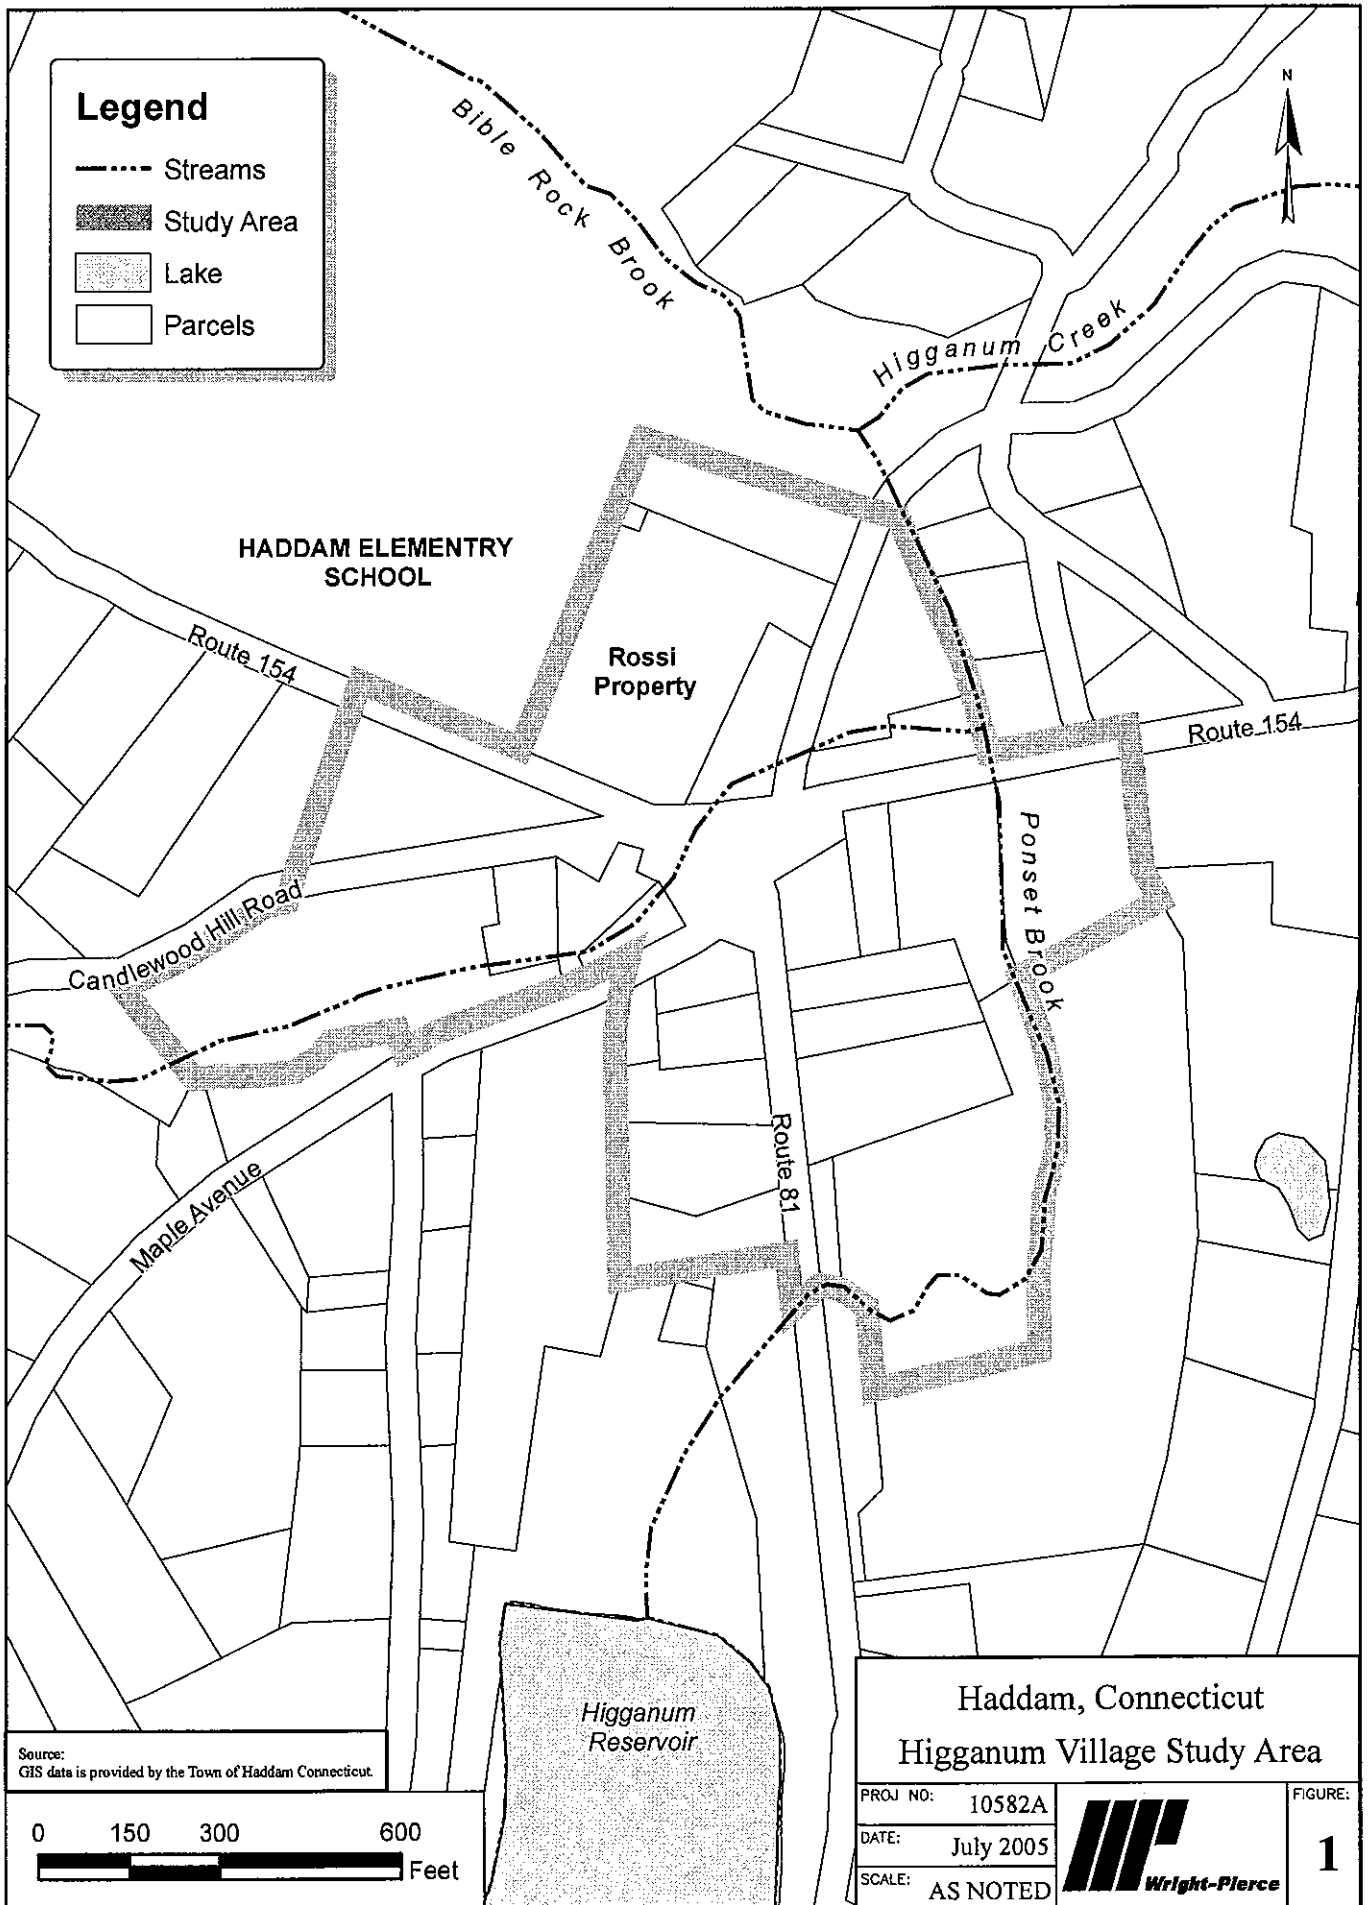 Legend
Streams
Study Area
Lake
Parcels
N
Bible Rock Brook
Higganum Creek
HADDAM ELEMENTRY
SCHOOL
Route 154
Rossi
Property
Route 154
Ponset Brook
Candlewood Hill Road
Maple Avenue
Route 81
Higganum
Reservoir
Source:
GIS data is provided by the Town of Haddam Connecticut.
0 150 300 600
Feet
Haddam, Connecticut
Higganum Village Study Area
PROJ NO: 10582A
DATE: July 2005
SCALE: AS NOTED
Wright-Pierce
FIGURE:
1